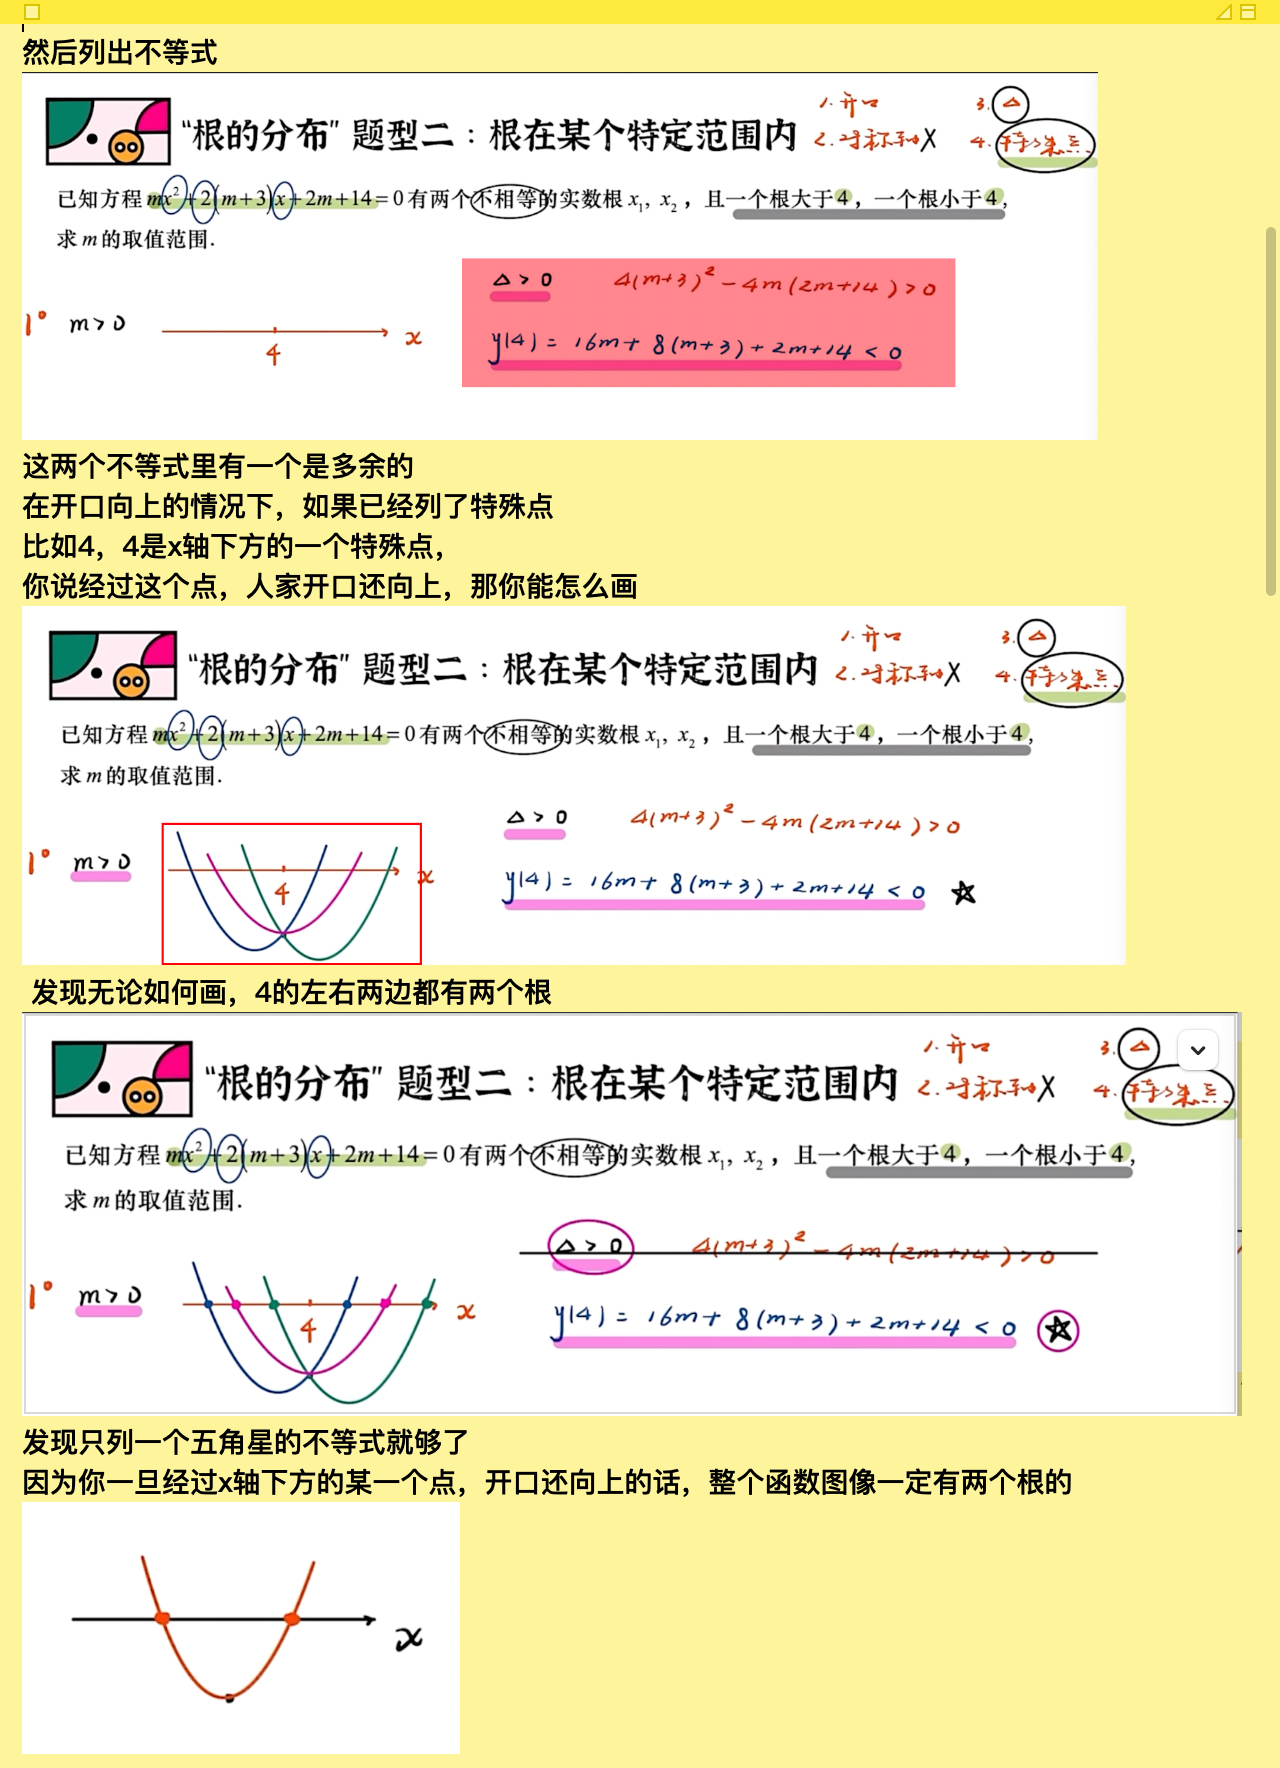 然后列出不等式
“根的分布”题型二：根在某个特定范围内
1. 开口
3. △
2. 对称轴X
4. 特殊点
已知方程mx²+2(m+3)x+2m+14=0有两个不相等的实数根x₁, x₂，且一个根大于4，一个根小于4,
求m的取值范围.
△>0 4(m+3)²-4m(2m+14)>0
1° m>0
4
x
y(4)=16m+8(m+3)+2m+14<0
这两个不等式里有一个是多余的
在开口向上的情况下，如果已经列了特殊点
比如4，4是x轴下方的一个特殊点，
你说经过这个点，人家开口还向上，那你能怎么画
“根的分布”题型二：根在某个特定范围内
1. 开口
3. △
2. 对称轴X
4. 特殊点
已知方程mx²+2(m+3)x+2m+14=0有两个不相等的实数根x₁, x₂，且一个根大于4，一个根小于4,
求m的取值范围.
△>0 4(m+3)²-4m(2m+14)>0
1° m>0
4
x
y(4)=16m+8(m+3)+2m+14<0 ☆
发现无论如何画，4的左右两边都有两个根
“根的分布”题型二：根在某个特定范围内
1. 开口
3. △
2. 对称轴X
4. 特殊点
已知方程mx²+2(m+3)x+2m+14=0有两个不相等的实数根x₁, x₂，且一个根大于4，一个根小于4,
求m的取值范围.
△>0 4(m+3)²-4m(2m+14)>0
1° m>0
4
x
y(4)=16m+8(m+3)+2m+14<0 ☆
发现只列一个五角星的不等式就够了
因为你一旦经过x轴下方的某一个点，开口还向上的话，整个函数图像一定有两个根的
x